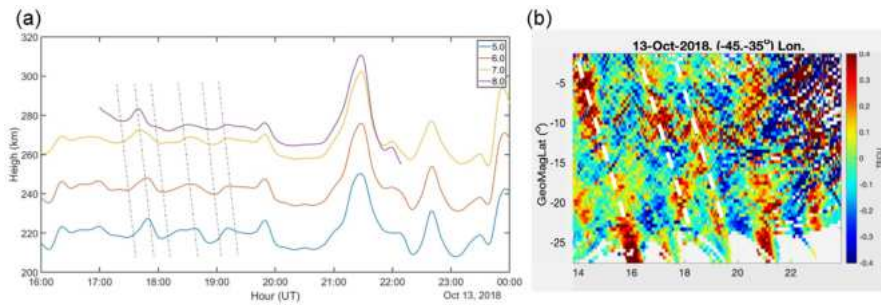 (a)
320
300
280
260
240
220
200
Heigh (km)
5.0
6.0
7.0
8.0
16:00 17:00 18:00 19:00 20:00 21:00 22:00 23:00 00:00
Hour (UT)
Oct 13, 2018
(b)
13-Oct-2018. (-45.-35°) Lon.
-5
-10
-15
-20
-25
GeoMagLat (°)
14 16 18 20 22
0.4
0.3
0.2
0.1
0
-0.1
-0.2
-0.3
-0.4